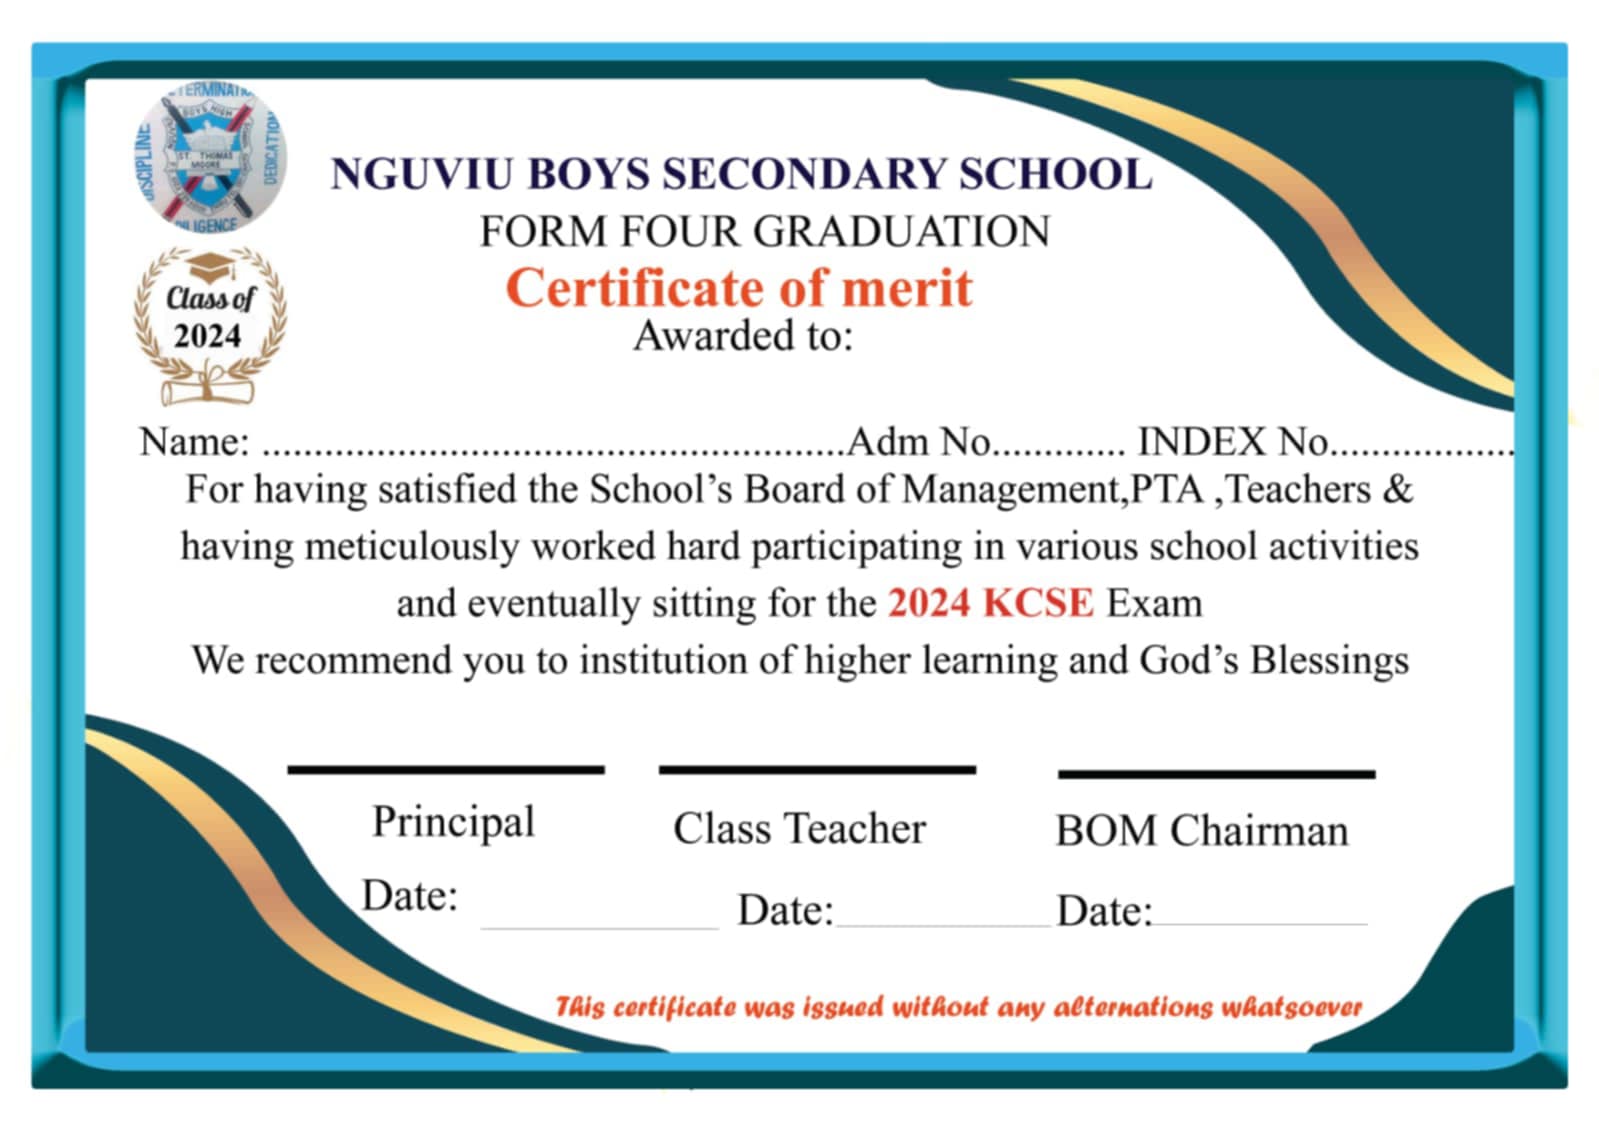 DETERMINATION
DISCIPLINE
DEDICATION
BOYS HIGH
ST. THOMAS
MOORE
DILIGENCE
NGUVIU BOYS SECONDARY SCHOOL
FORM FOUR GRADUATION
Certificate of merit
Awarded to:
Class of
2024
Name: ........................................................Adm No............. INDEX No..................
For having satisfied the School’s Board of Management,PTA ,Teachers &
having meticulously worked hard participating in various school activities
and eventually sitting for the 2024 KCSE Exam
We recommend you to institution of higher learning and God’s Blessings
Principal Class Teacher BOM Chairman
Date: Date: Date:
This certificate was issued without any alternations whatsoever